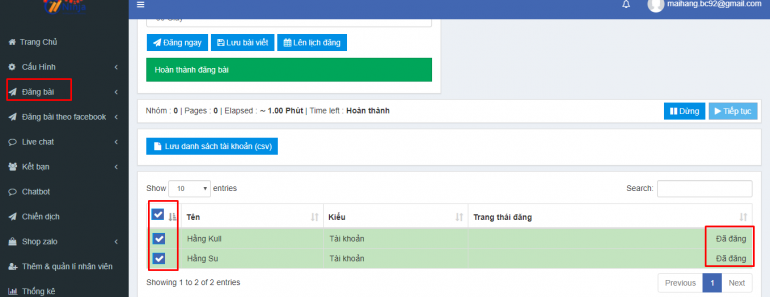 maihang.bc92@gmail.com
Trang Chủ
Cấu Hình
Đăng bài
Đăng bài theo facebook
Live chat
Kết bạn
Chatbot
Chiến dịch
Shop zalo
Thêm & quản lí nhân viên
Thống kê
Đăng ngay
Lưu bài viết
Lên lịch đăng
Hoàn thành đăng bài
Nhóm : 0 | Pages : 0 | Elapsed : ~ 1.00 Phút | Time left : Hoàn thành
Dừng
Tiếp tục
Lưu danh sách tài khoản (csv)
Show 10 entries
Search:
Tên Kiểu Trang thái đăng
Hằng Kull Tài khoản Đã đăng
Hằng Su Tài khoản Đã đăng
Showing 1 to 2 of 2 entries
Previous 1 Next